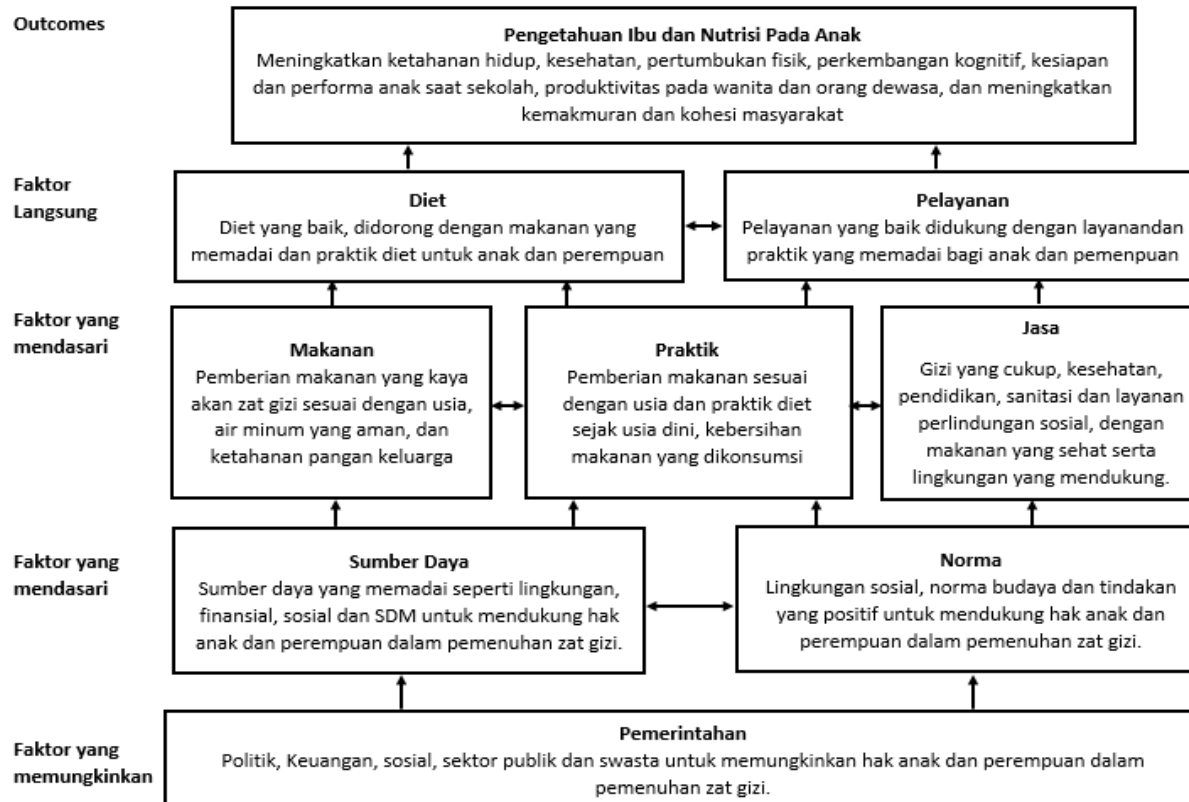 Outcomes
Pengetahuan Ibu dan Nutrisi Pada Anak
Meningkatkan ketahanan hidup, kesehatan, pertumbukan fisik, perkembangan kognitif, kesiapan
dan performa anak saat sekolah, produktivitas pada wanita dan orang dewasa, dan meningkatkan
kemakmuran dan kohesi masyarakat
Faktor
Langsung
Diet
Diet yang baik, didorong dengan makanan yang
memadai dan praktik diet untuk anak dan perempuan
Pelayanan
Pelayanan yang baik didukung dengan layanandan
praktik yang memadai bagi anak dan pemenpuan
Faktor yang
mendasari
Makanan
Pemberian makanan yang kaya
akan zat gizi sesuai dengan usia,
air minum yang aman, dan
ketahanan pangan keluarga
Praktik
Pemberian makanan sesuai
dengan usia dan praktik diet
sejak usia dini, kebersihan
makanan yang dikonsumsi
Jasa
Gizi yang cukup, kesehatan,
pendidikan, sanitasi dan layanan
perlindungan sosial, dengan
makanan yang sehat serta
lingkungan yang mendukung.
Faktor yang
mendasari
Sumber Daya
Sumber daya yang memadai seperti lingkungan,
finansial, sosial dan SDM untuk mendukung hak
anak dan perempuan dalam pemenuhan zat gizi.
Norma
Lingkungan sosial, norma budaya dan tindakan
yang positif untuk mendukung hak anak dan
perempuan dalam pemenuhan zat gizi.
Faktor yang
memungkinkan
Pemerintahan
Politik, Keuangan, sosial, sektor publik dan swasta untuk memungkinkan hak anak dan perempuan dalam
pemenuhan zat gizi.